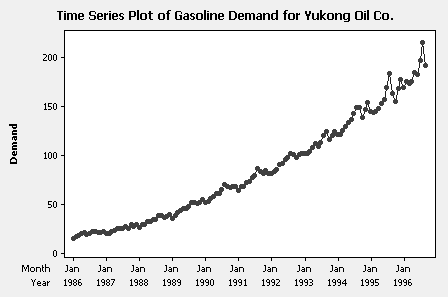 Time Series Plot of Gasoline Demand for Yukong Oil Co.
200
150
100
50
0
Demand
Month Jan Jan Jan Jan Jan Jan Jan Jan Jan Jan Jan
Year 1986 1987 1988 1989 1990 1991 1992 1993 1994 1995 1996